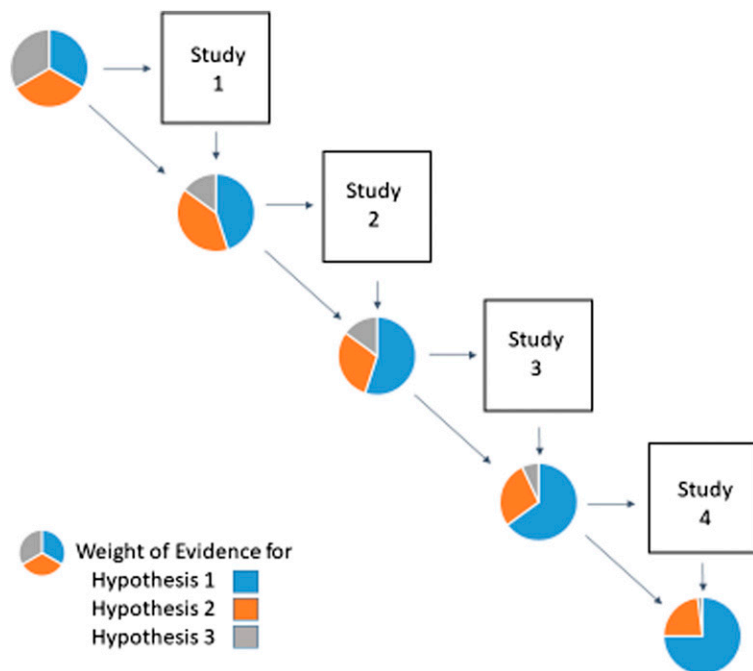 Study
1
Study
2
Study
3
Study
4
Weight of Evidence for
Hypothesis 1
Hypothesis 2
Hypothesis 3